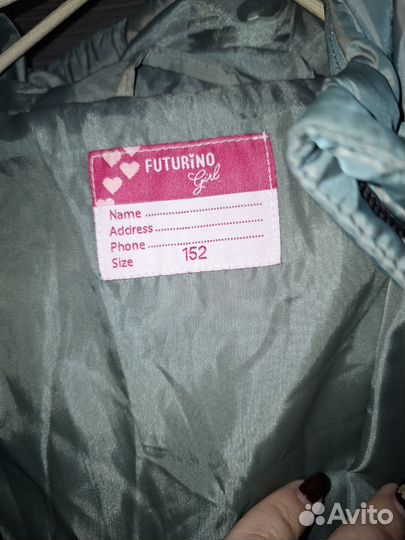 FUTURiNO
Girl
Name ........................
Address ........................
Phone ........................
Size 152
Avito